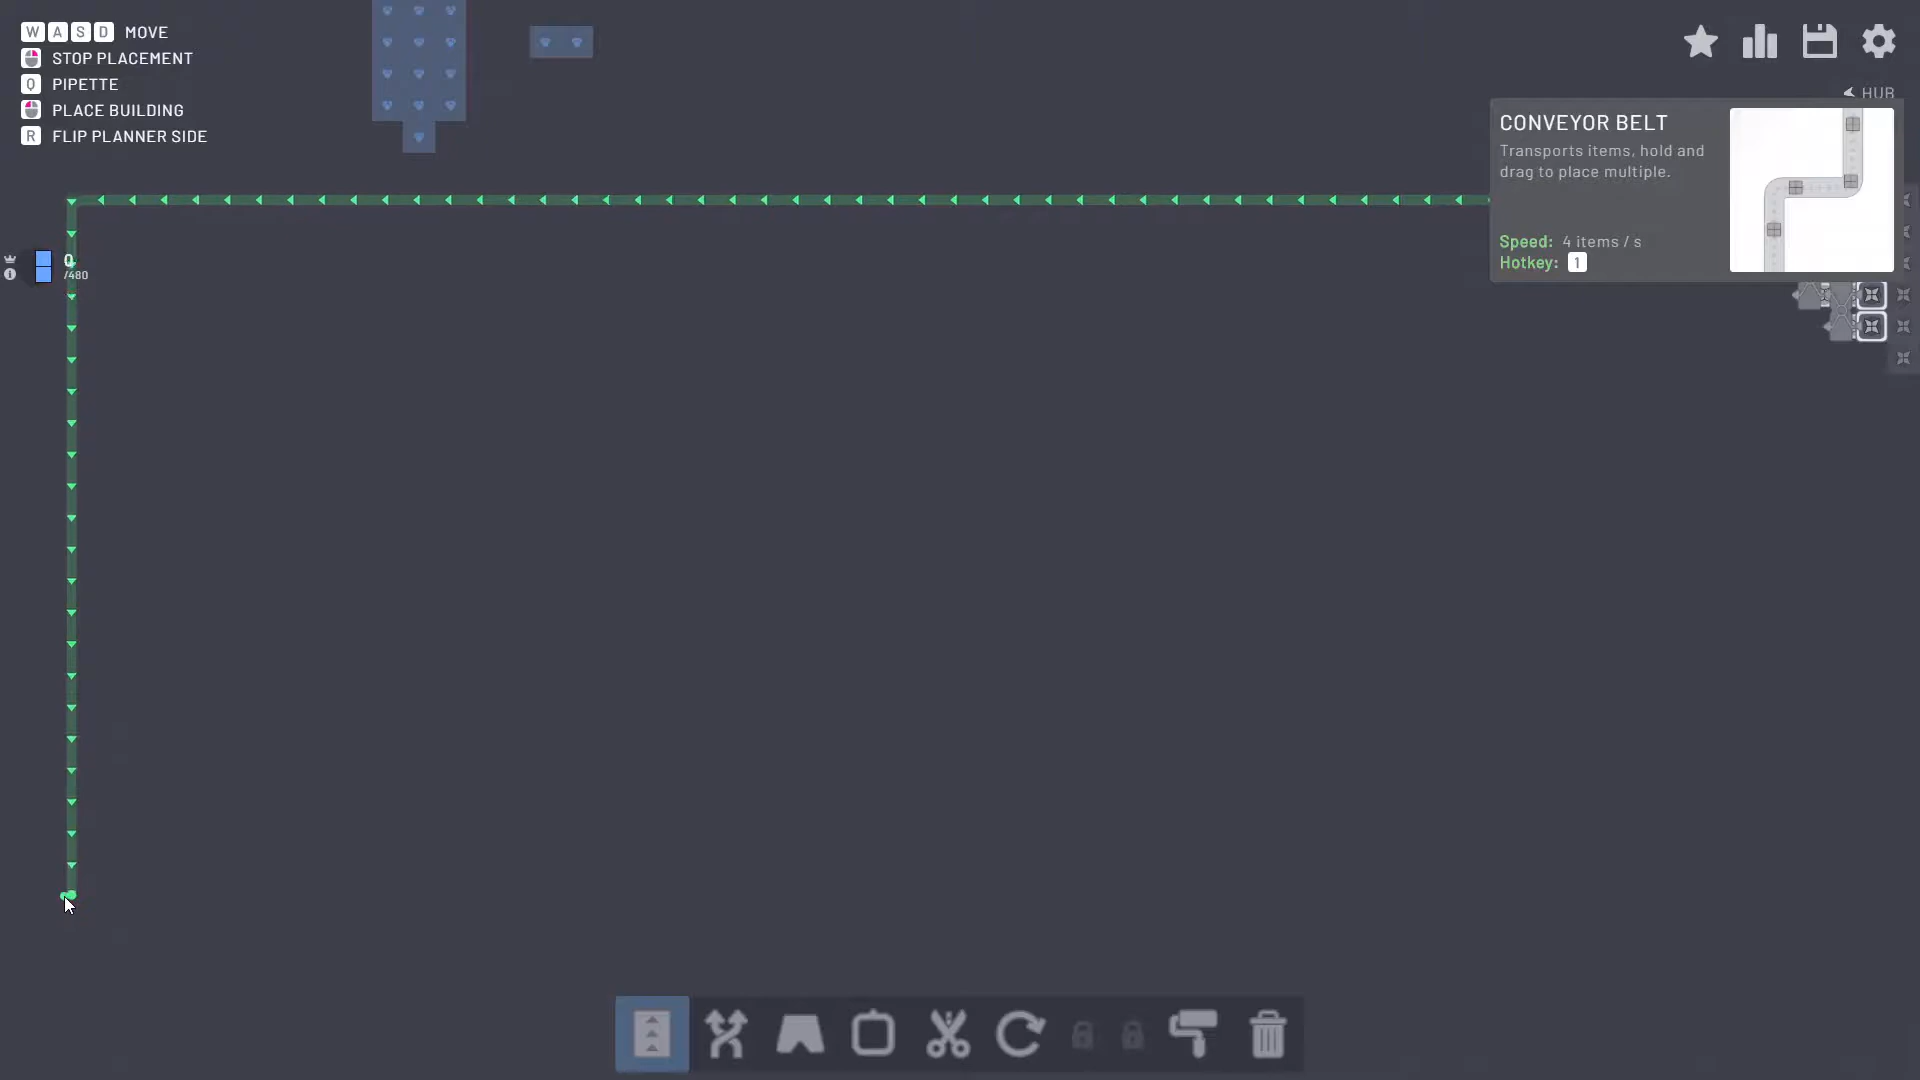 W A S D MOVE
STOP PLACEMENT
Q PIPETTE
PLACE BUILDING
R FLIP PLANNER SIDE
HUB
CONVEYOR BELT
Transports items, hold and
drag to place multiple.
Speed: 4 items / s
Hotkey: 1
0
/480